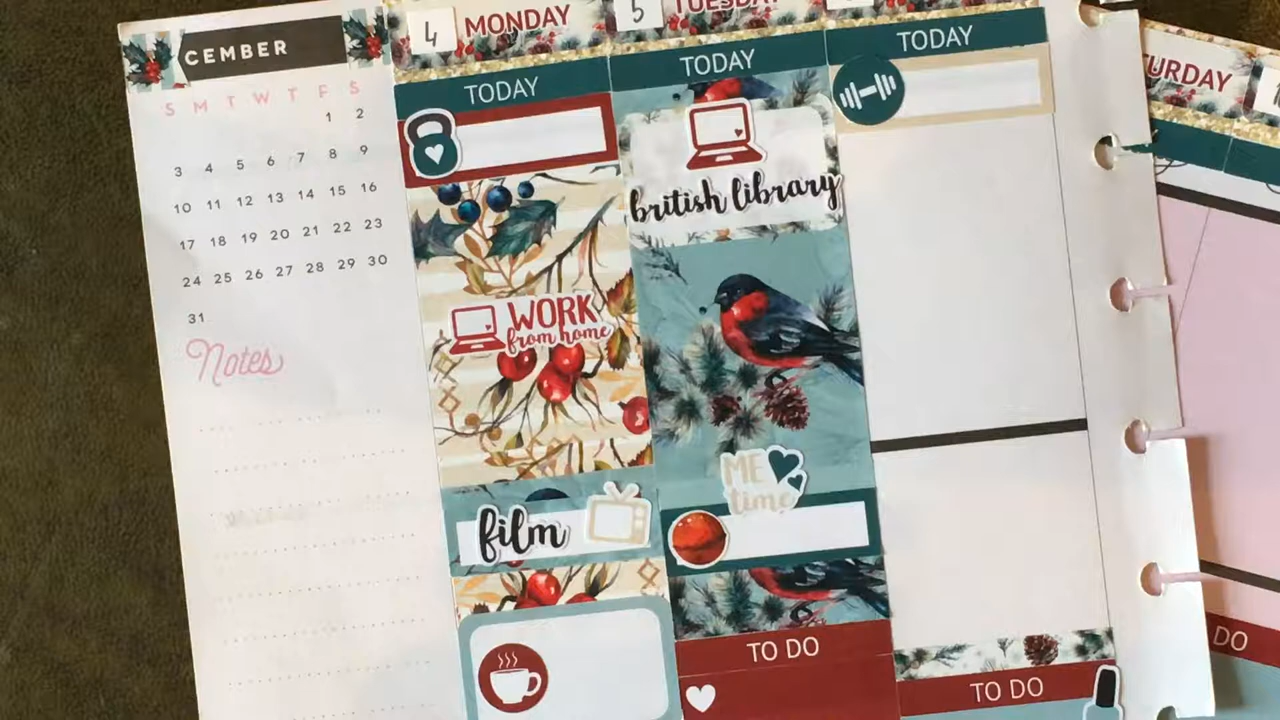 CEMBER
S M T W T F S
1 2
3 4 5 6 7 8 9
10 11 12 13 14 15 16
17 18 19 20 21 22 23
24 25 26 27 28 29 30
31
Notes
4 MONDAY
TODAY
WORK
from home
film
5 TUESDAY
TODAY
british library
ME
time
TO DO
TODAY
TO DO
URDAY
DO